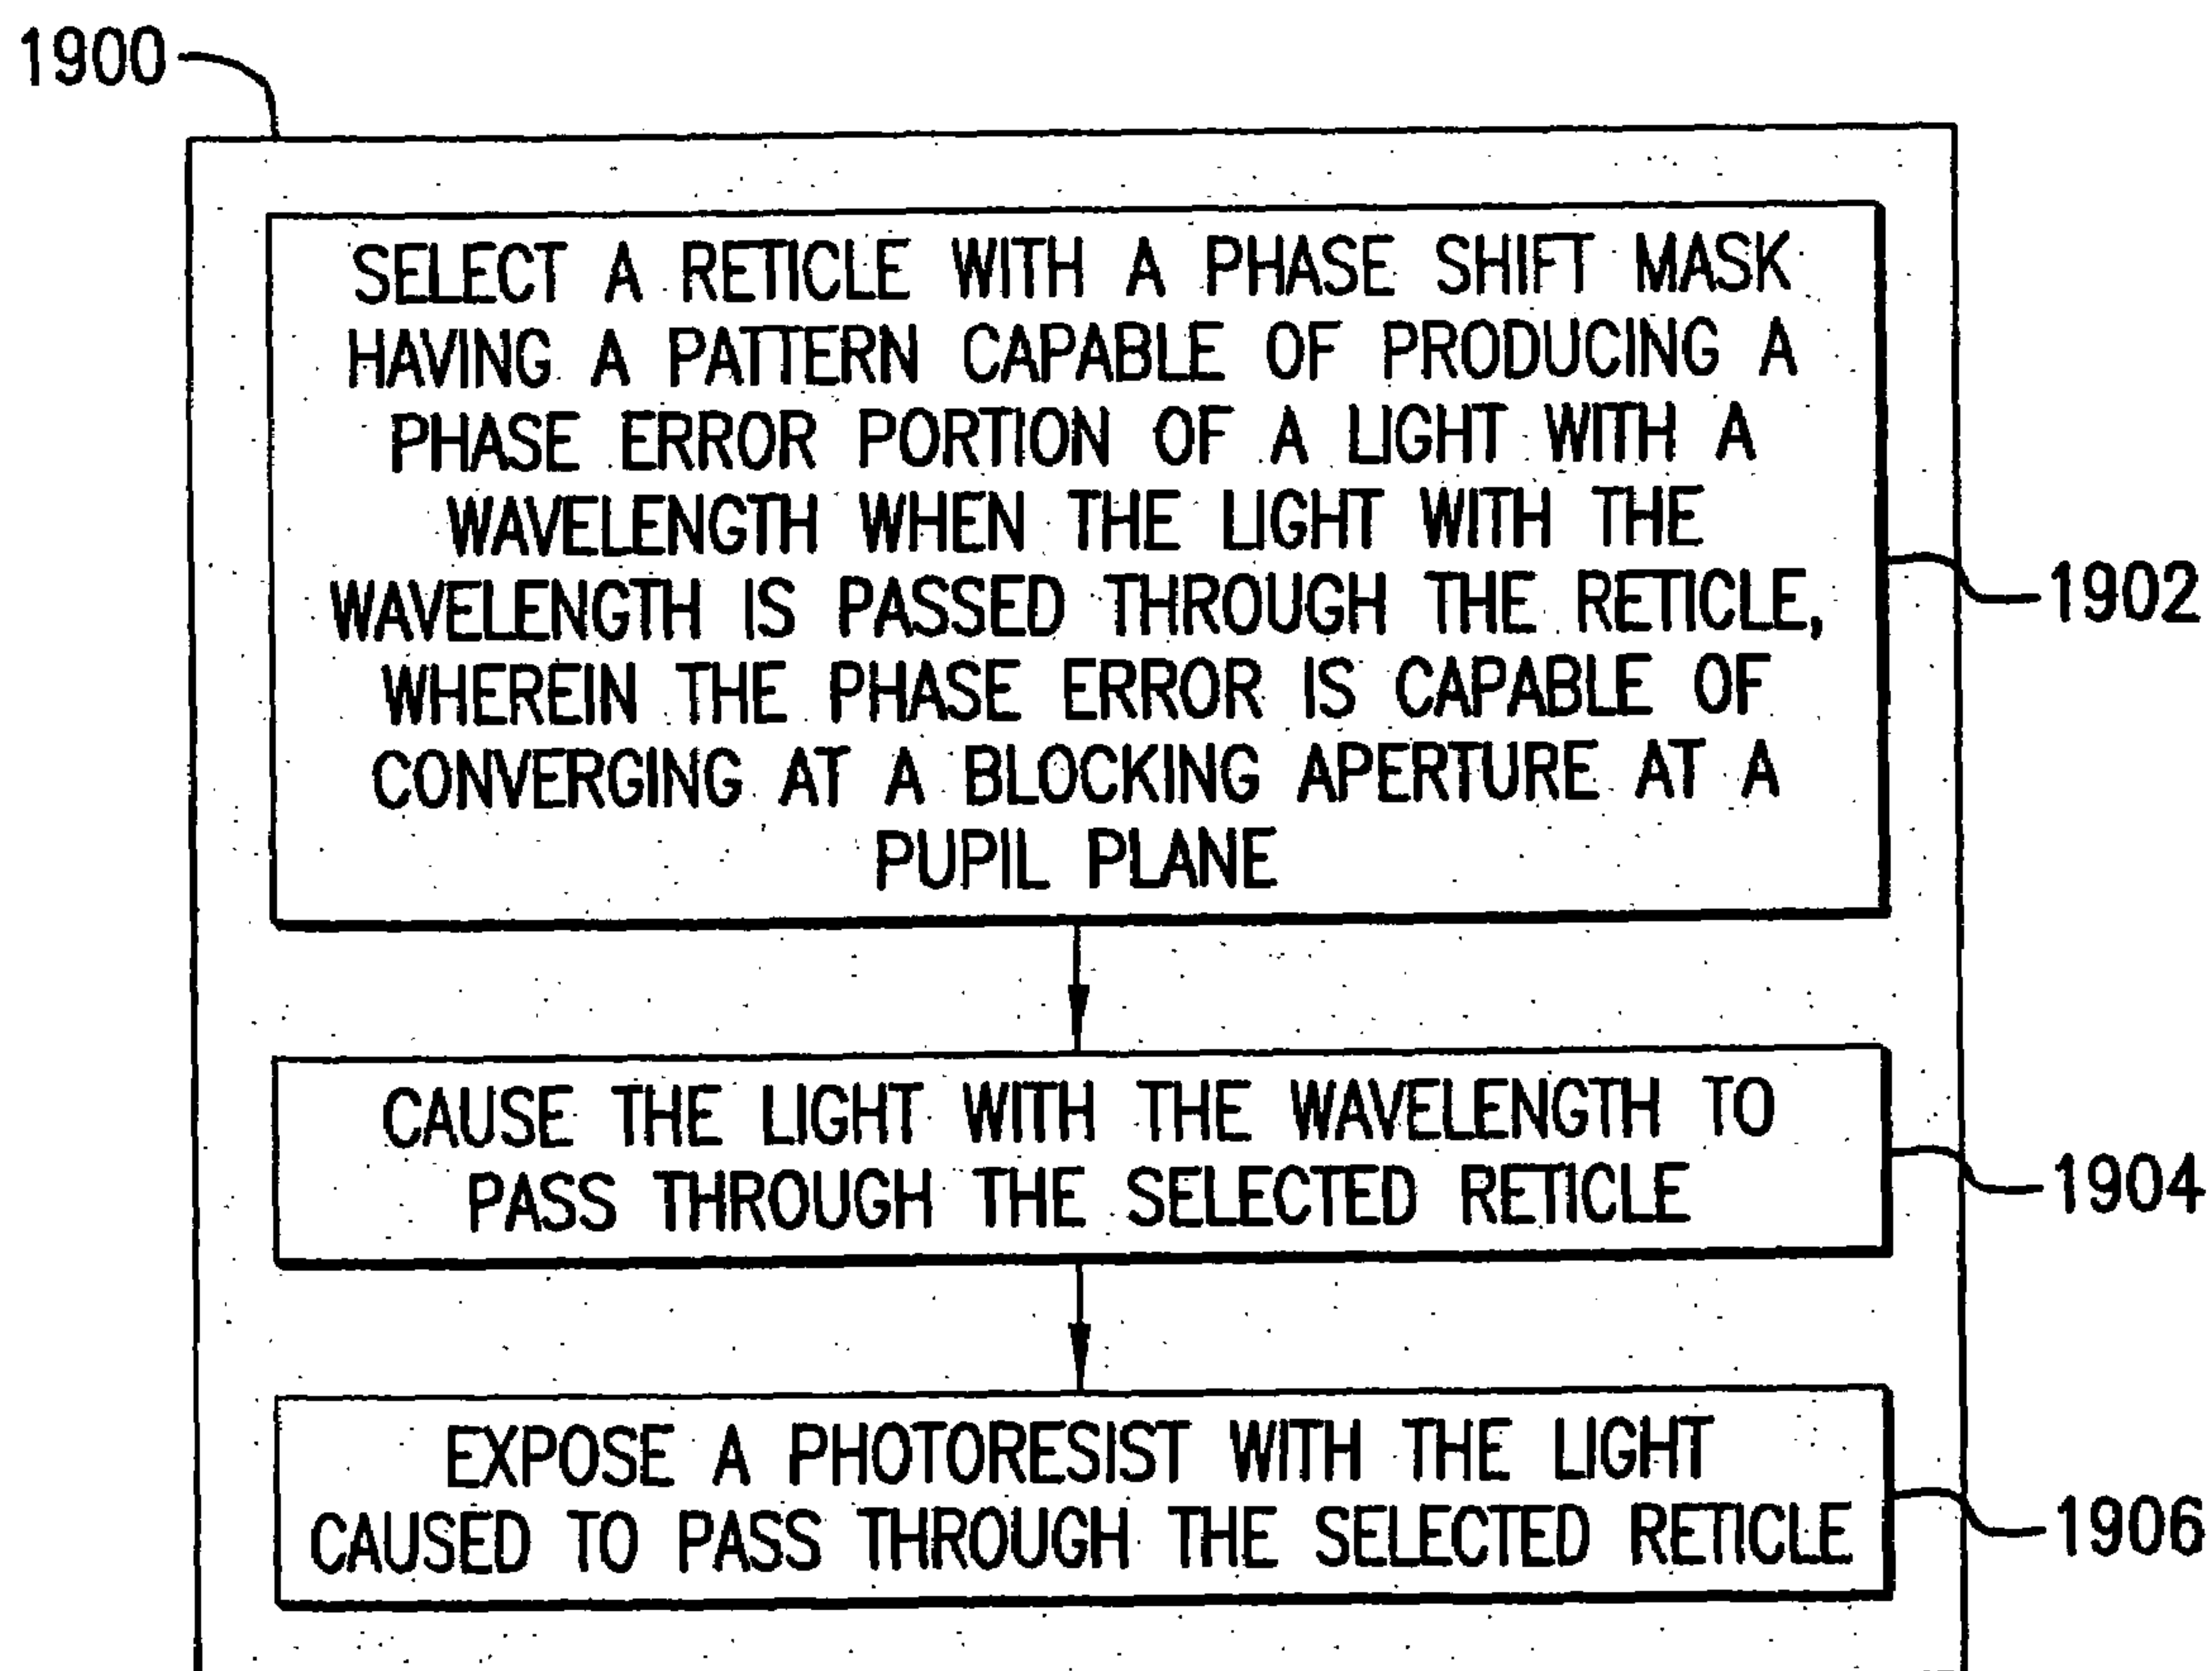 1900
SELECT A RETICLE WITH A PHASE SHIFT MASK
HAVING A PATTERN CAPABLE OF PRODUCING A
PHASE ERROR PORTION OF A LIGHT WITH A
WAVELENGTH WHEN THE LIGHT WITH THE
WAVELENGTH IS PASSED THROUGH THE RETICLE,
WHEREIN THE PHASE ERROR IS CAPABLE OF
CONVERGING AT A BLOCKING APERTURE AT A
PUPIL PLANE
1902
CAUSE THE LIGHT WITH THE WAVELENGTH TO
PASS THROUGH THE SELECTED RETICLE
1904
EXPOSE A PHOTORESIST WITH THE LIGHT
CAUSED TO PASS THROUGH THE SELECTED RETICLE
1906